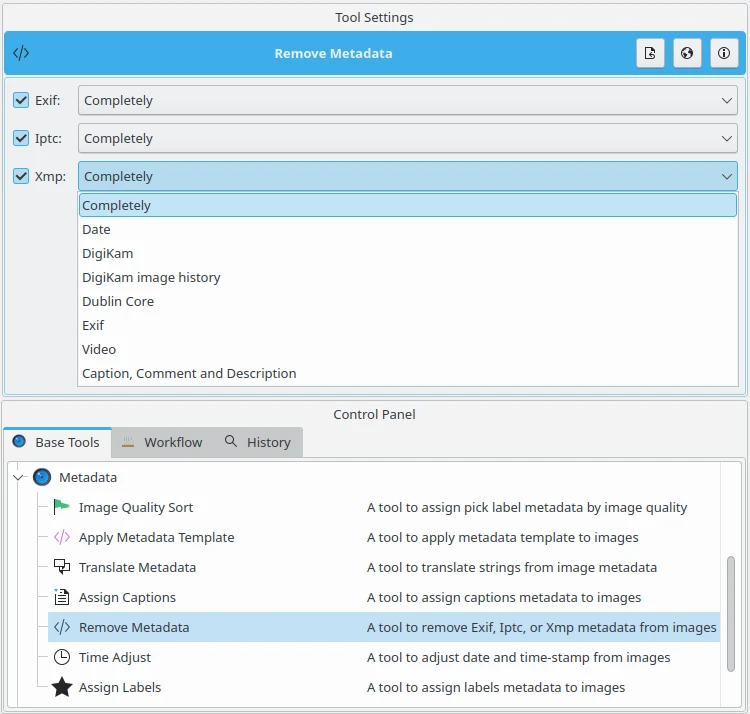 Tool Settings
Remove Metadata
Exif: Completely
Iptc: Completely
Xmp: Completely
Completely
Date
DigiKam
DigiKam image history
Dublin Core
Exif
Video
Caption, Comment and Description
Control Panel
Base Tools Workflow History
Metadata
Image Quality Sort A tool to assign pick label metadata by image quality
Apply Metadata Template A tool to apply metadata template to images
Translate Metadata A tool to translate strings from image metadata
Assign Captions A tool to assign captions metadata to images
Remove Metadata A tool to remove Exif, Iptc, or Xmp metadata from images
Time Adjust A tool to adjust date and time-stamp from images
Assign Labels A tool to assign labels metadata to images